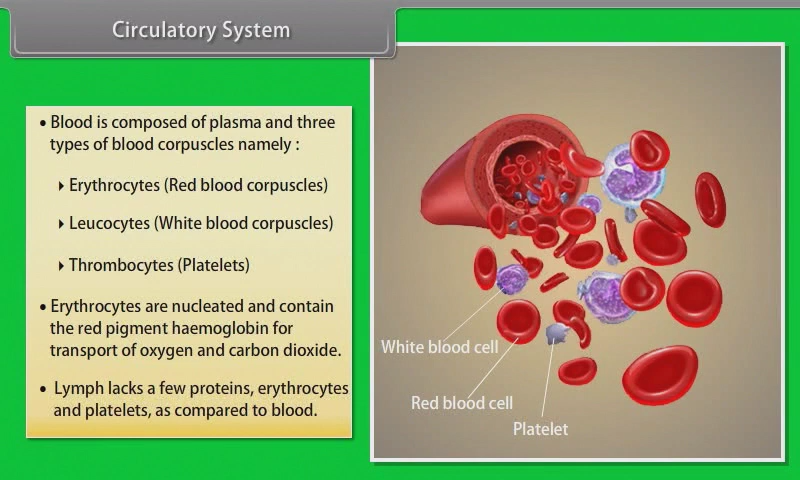 Circulatory System
• Blood is composed of plasma and three
types of blood corpuscles namely :
Erythrocytes (Red blood corpuscles)
Leucocytes (White blood corpuscles)
Thrombocytes (Platelets)
• Erythrocytes are nucleated and contain
the red pigment haemoglobin for
transport of oxygen and carbon dioxide.
• Lymph lacks a few proteins, erythrocytes
and platelets, as compared to blood.
White blood cell
Red blood cell
Platelet